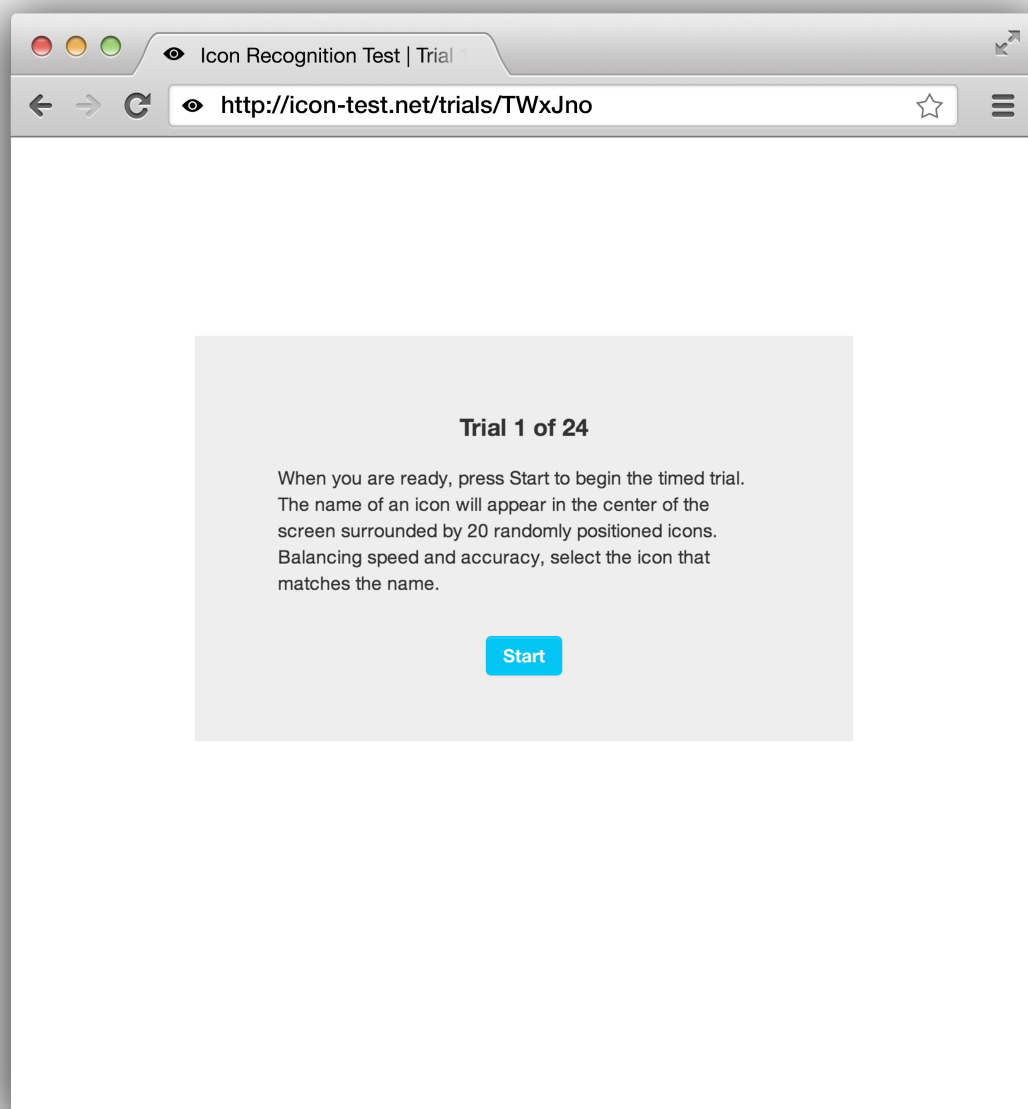 Icon Recognition Test | Trial
http://icon-test.net/trials/TWxJno
Trial 1 of 24
When you are ready, press Start to begin the timed trial.
The name of an icon will appear in the center of the
screen surrounded by 20 randomly positioned icons.
Balancing speed and accuracy, select the icon that
matches the name.
Start